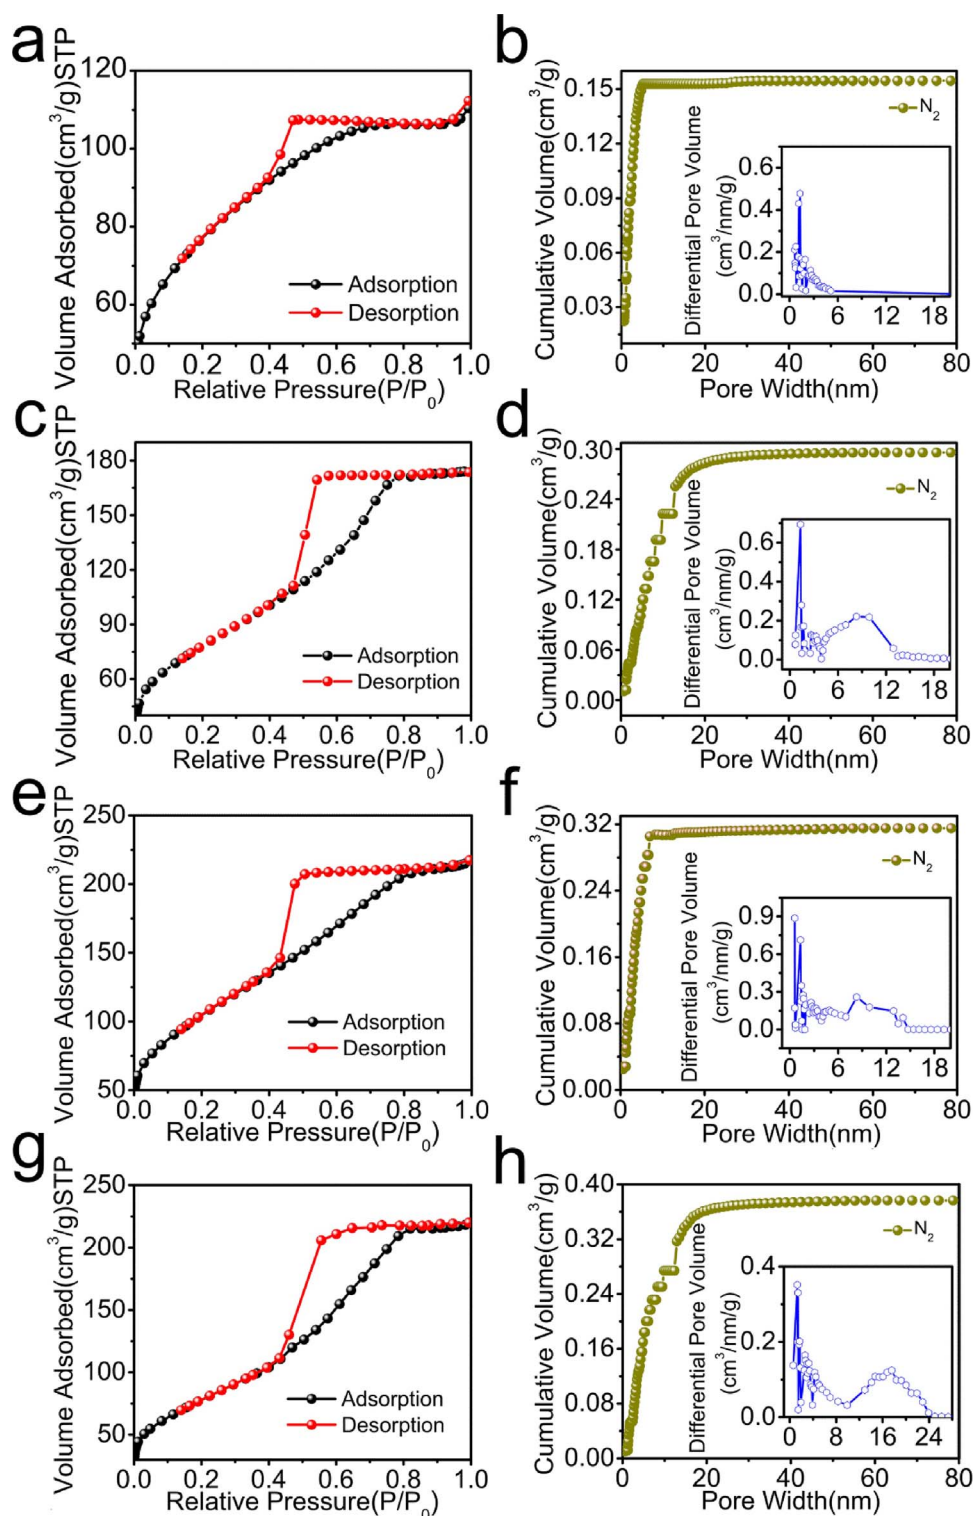 a
Volume Adsorbed(cm³/g)STP
120
100
80
60
0.0 0.2 0.4 0.6 0.8 1.0
Relative Pressure(P/P₀)
Adsorption
Desorption
b
Cumulative Volume(cm³/g)
0.15
0.12
0.09
0.06
0.03
0 20 40 60 80
Pore Width(nm)
N₂
Differential Pore Volume
(cm³/nm/g)
0.6
0.4
0.2
0.0
0 6 12 18 20
c
Volume Adsorbed(cm³/g)STP
180
150
120
90
60
0.0 0.2 0.4 0.6 0.8 1.0
Relative Pressure(P/P₀)
Adsorption
Desorption
d
Cumulative Volume(cm³/g)
0.30
0.24
0.18
0.12
0.06
0.00
0 20 40 60 80
Pore Width(nm)
N₂
Differential Pore Volume
(cm³/nm/g)
0.6
0.4
0.2
0.0
0 6 12 18 20
e
Volume Adsorbed(cm³/g)STP
250
200
150
100
50
0.0 0.2 0.4 0.6 0.8 1.0
Relative Pressure(P/P₀)
Adsorption
Desorption
f
Cumulative Volume(cm³/g)
0.32
0.24
0.16
0.08
0.00
0 20 40 60 80
Pore Width(nm)
N₂
Differential Pore Volume
(cm³/nm/g)
0.9
0.6
0.3
0.0
0 6 12 18 20
g
Volume Adsorbed(cm³/g)STP
250
200
150
100
50
0.0 0.2 0.4 0.6 0.8 1.0
Relative Pressure(P/P₀)
Adsorption
Desorption
h
Cumulative Volume(cm³/g)
0.40
0.32
0.24
0.16
0.08
0.00
0 20 40 60 80
Pore Width(nm)
N₂
Differential Pore Volume
(cm³/nm/g)
0.4
0.2
0.0
0 8 16 24